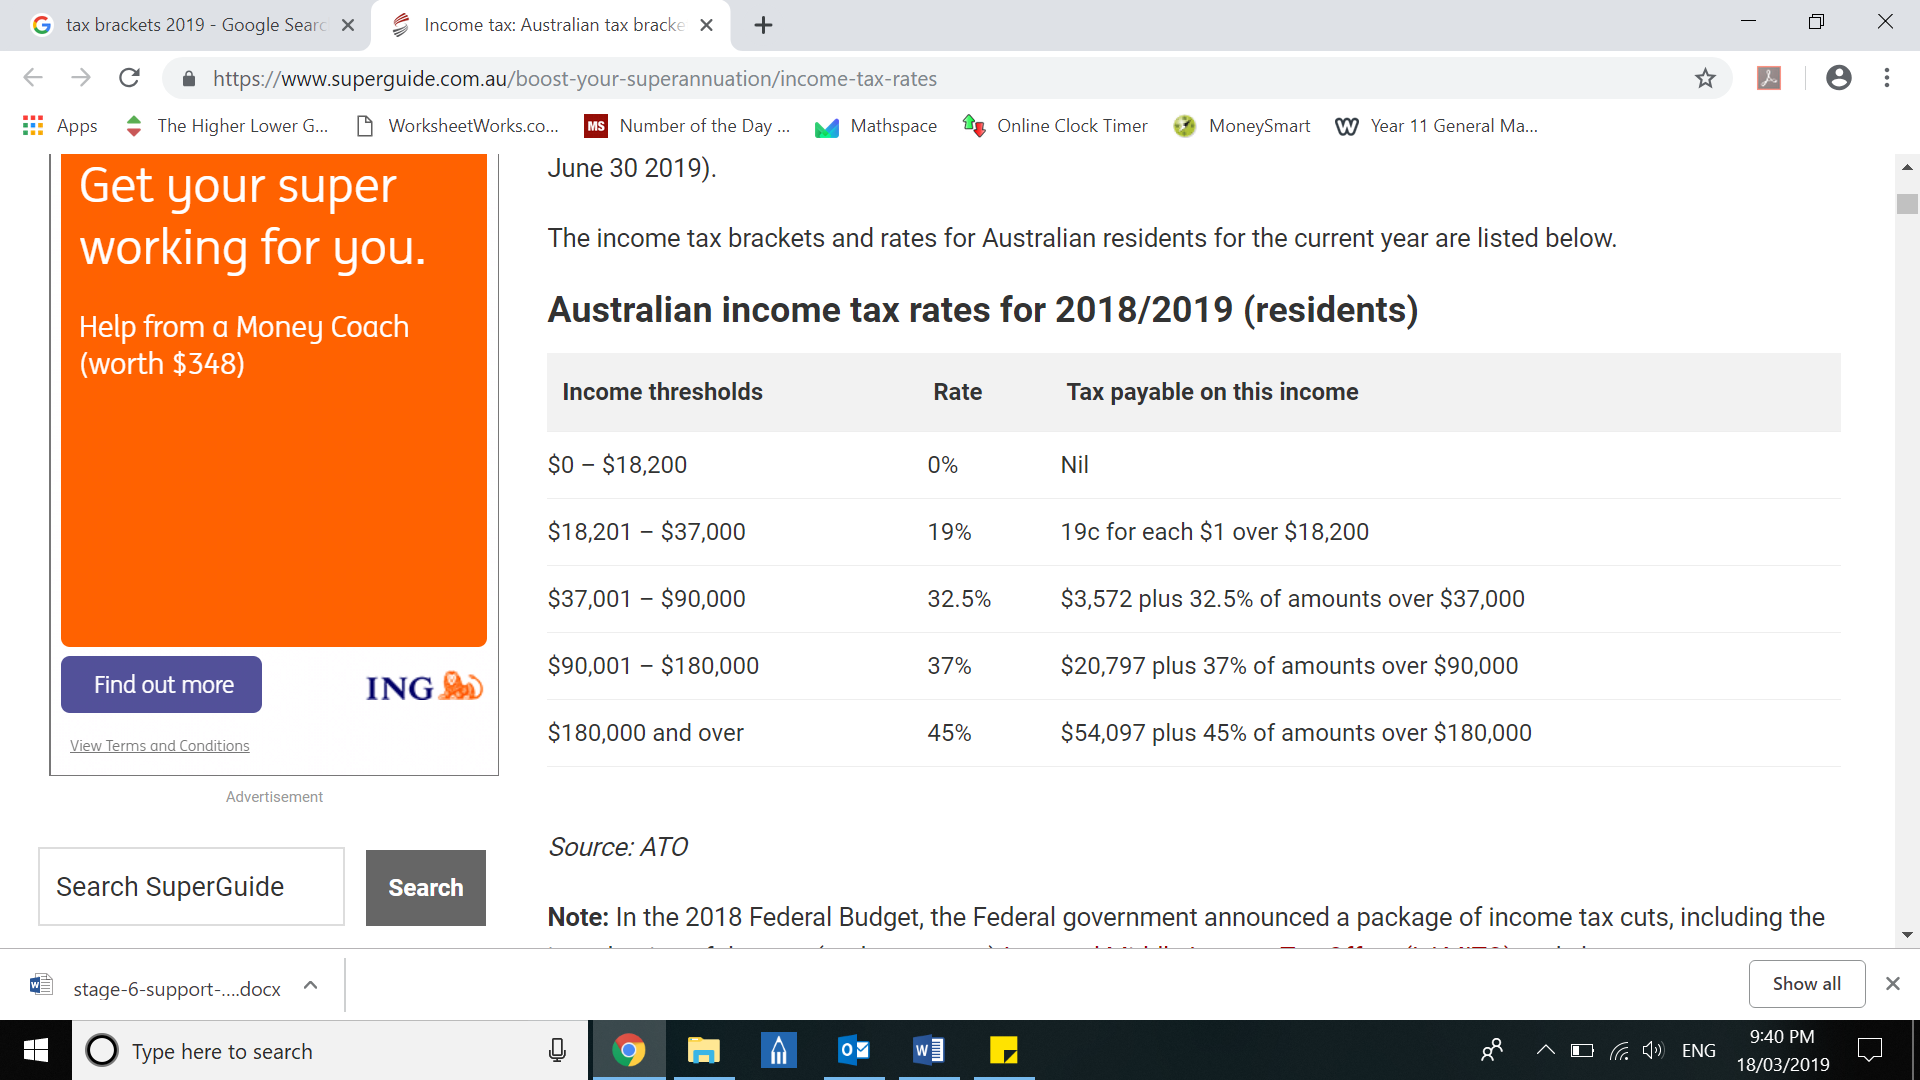 tax brackets 2019 - Google Searc
Income tax: Australian tax bracke
https://www.superguide.com.au/boost-your-superannuation/income-tax-rates
Apps
The Higher Lower G...
WorksheetWorks.co...
MS
Number of the Day ...
Mathspace
Online Clock Timer
MoneySmart
Year 11 General Ma...
Get your super
working for you.
Help from a Money Coach
(worth $348)
Find out more
ING
View Terms and Conditions
Advertisement
Search SuperGuide
Search
June 30 2019).
The income tax brackets and rates for Australian residents for the current year are listed below.
Australian income tax rates for 2018/2019 (residents)
Income thresholds Rate Tax payable on this income
$0 – $18,200 0% Nil
$18,201 – $37,000 19% 19c for each $1 over $18,200
$37,001 – $90,000 32.5% $3,572 plus 32.5% of amounts over $37,000
$90,001 – $180,000 37% $20,797 plus 37% of amounts over $90,000
$180,000 and over 45% $54,097 plus 45% of amounts over $180,000
Source: ATO
Note: In the 2018 Federal Budget, the Federal government announced a package of income tax cuts, including the
stage-6-support-....docx
Show all
Type here to search
ENG
9:40 PM
18/03/2019